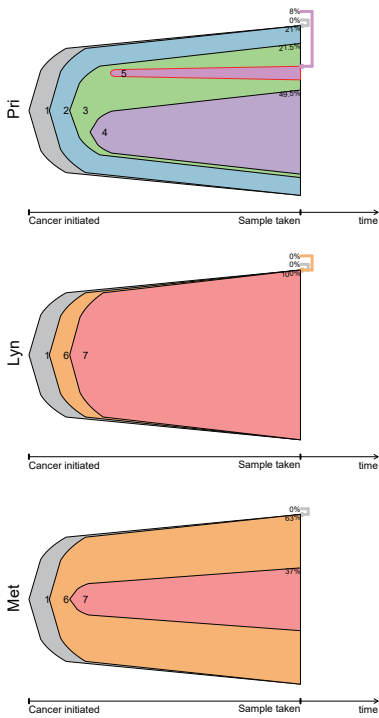 8%
0%
21%
21.5%
5
1 2 3
49.5%
4
Pri
Cancer initiated Sample taken time
0%
0%
100%
1 6 7
Lyn
Cancer initiated Sample taken time
0%
63%
37%
1 6 7
Met
Cancer initiated Sample taken time